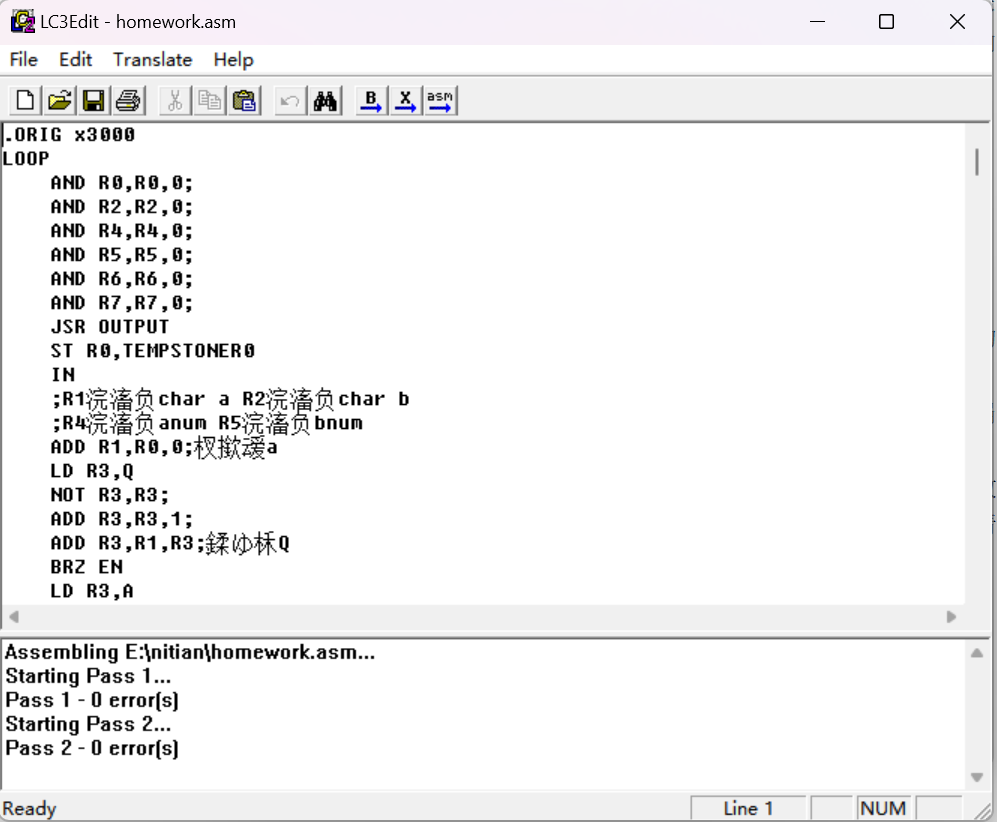 LC3Edit - homework.asm
File Edit Translate Help
B X asm
.ORIG x3000
LOOP
AND R0,R0,0;
AND R2,R2,0;
AND R4,R4,0;
AND R5,R5,0;
AND R6,R6,0;
AND R7,R7,0;
JSR OUTPUT
ST R0,TEMPSTONER0
IN
;R1浣滀负char a R2浣滀负char b
;R4浣滀负anum R5浣滀负bnum
ADD R1,R0,0;杈撳叆a
LD R3,Q
NOT R3,R3;
ADD R3,R3,1;
ADD R3,R1,R3;鍒ゆ柇Q
BRZ EN
LD R3,A
Assembling E:\nitian\homework.asm...
Starting Pass 1...
Pass 1 - 0 error(s)
Starting Pass 2...
Pass 2 - 0 error(s)
Ready Line 1 NUM